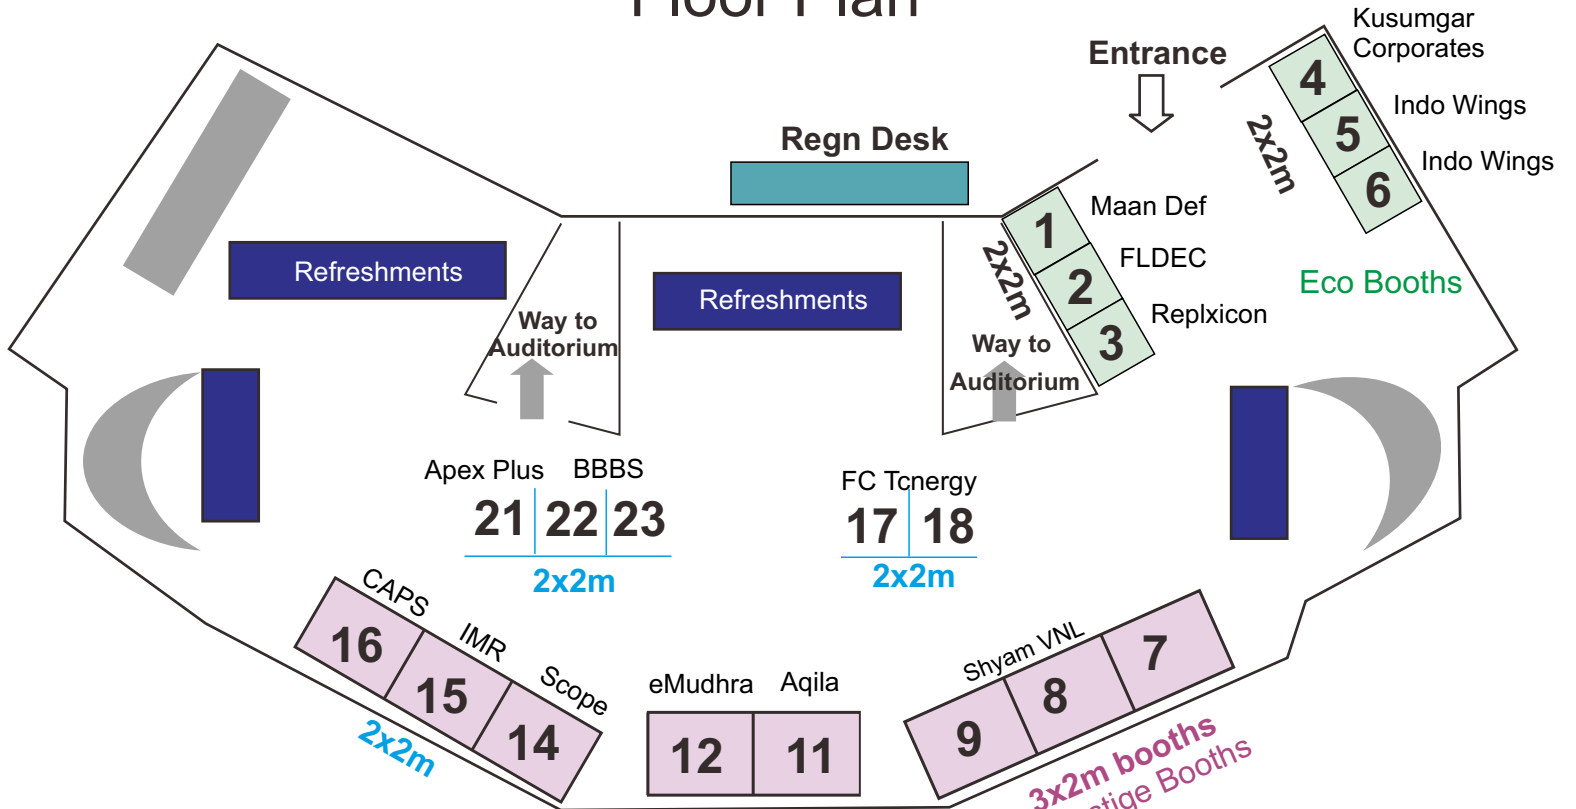 Floor Plan
Kusumgar
Corporates
Entrance
4
Indo Wings
5
2x2m
Regn Desk
Indo Wings
6
Maan Def
1
FLDEC
2x2m
2
Eco Booths
Refreshments
Refreshments
Replxicon
3
Way to
Auditorium
Way to
Auditorium
Apex Plus BBBS
21 22 23
2x2m
FC Tcnergy
17 18
2x2m
CAPS
16
IMR
15
Scope
14
2x2m
eMudhra Aqila
12 11
Shyam VNL
7
8
9
3x2m booths
Booths